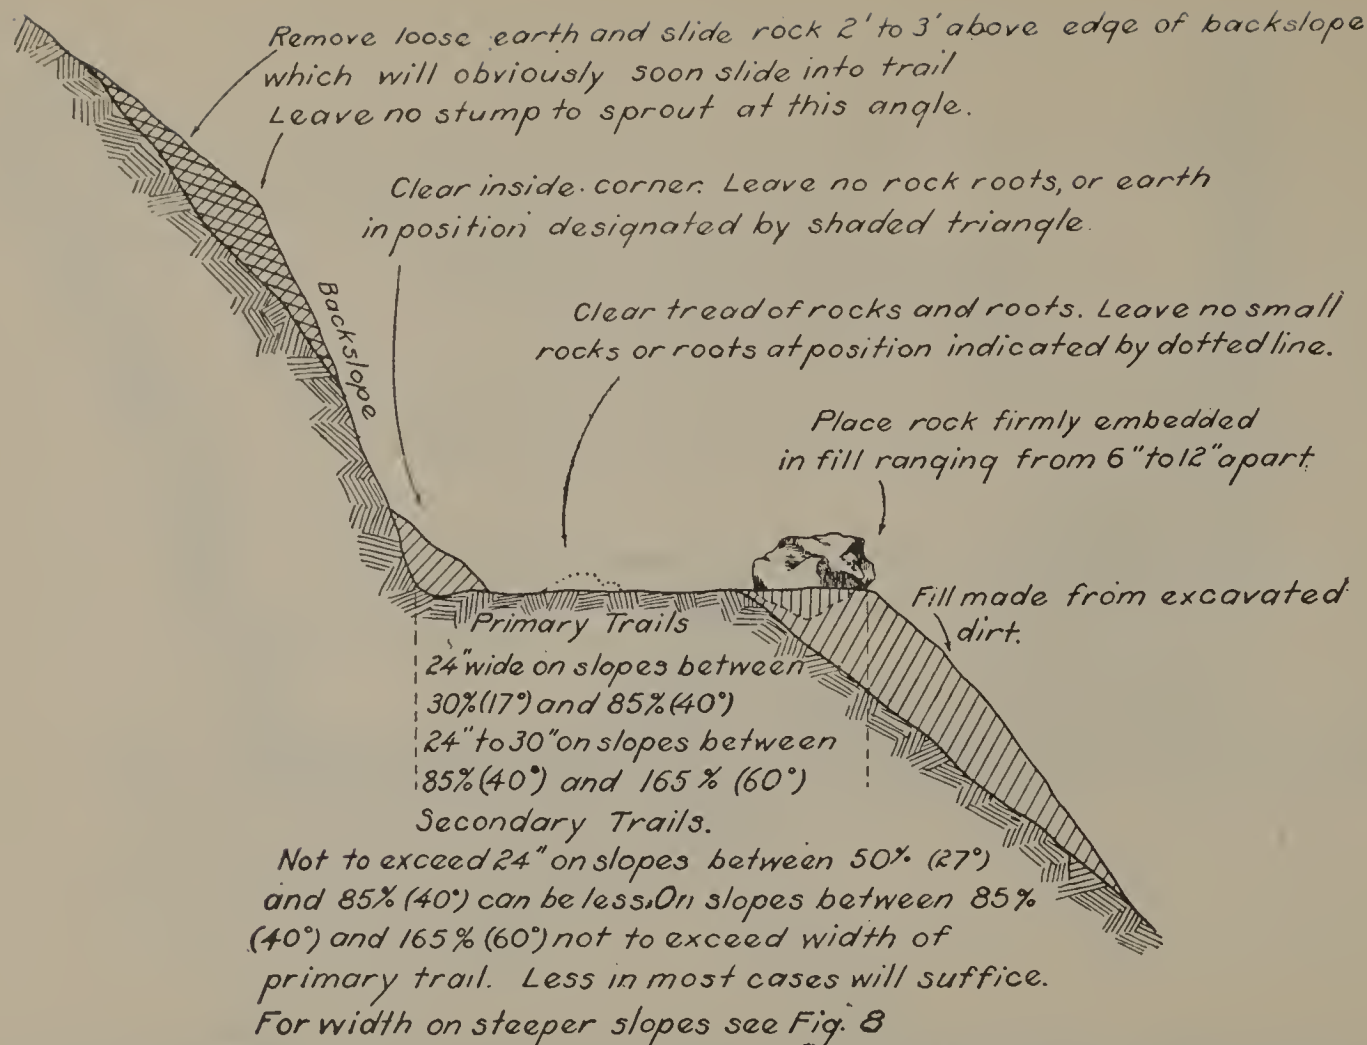 Remove loose earth and slide rock 2' to 3' above edge of backslope
which will obviously soon slide into trail
Leave no stump to sprout at this angle.
Clear inside corner. Leave no rock roots, or earth
in position designated by shaded triangle.
Backslope
Clear tread of rocks and roots. Leave no small
rocks or roots at position indicated by dotted line.
Place rock firmly embedded
in fill ranging from 6" to 12" apart
Fill made from excavated
dirt.
Primary Trails
24" wide on slopes between
30% (17°) and 85% (40°)
24" to 30" on slopes between
85% (40°) and 165% (60°)
Secondary Trails.
Not to exceed 24" on slopes between 50% (27°)
and 85% (40°) can be less. On slopes between 85%
(40°) and 165% (60°) not to exceed width of
primary trail. Less in most cases will suffice.
For width on steeper slopes see Fig. 8